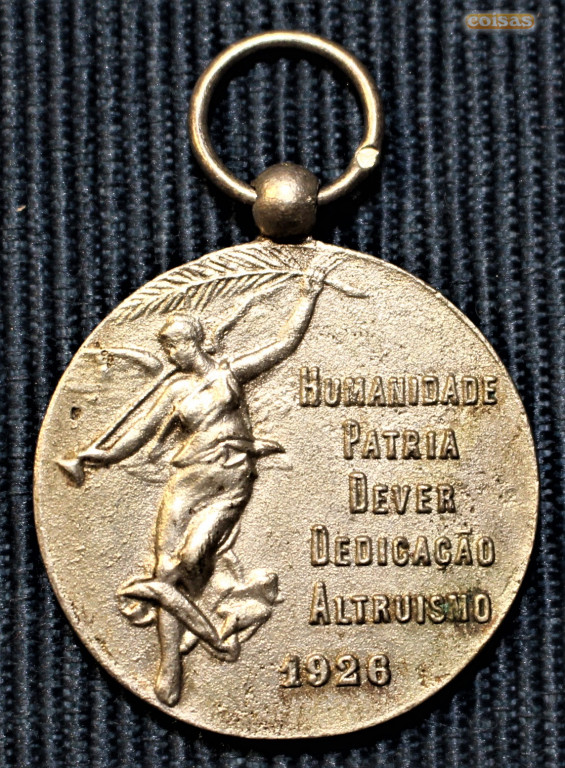 coisas
HUMANIDADE
PATRIA
DEVER
DEDICAÇÃO
ALTRUISMO
1926